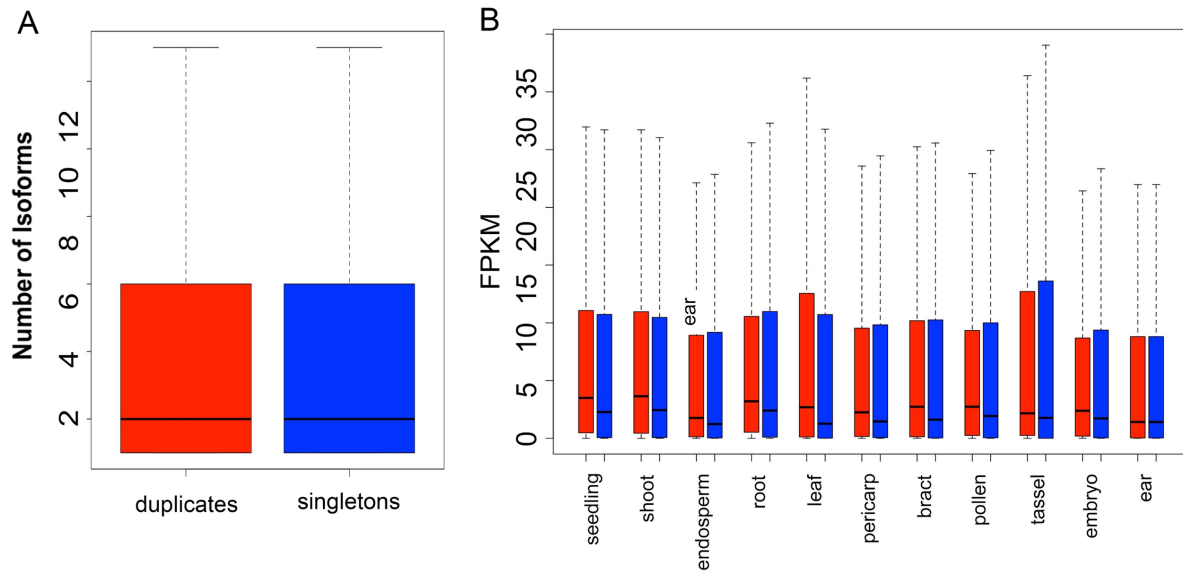 A
Number of Isoforms
12
10
8
6
4
2
duplicates
singletons
B
FPKM
35
30
25
20
15
10
5
0
ear
seedling
shoot
endosperm
root
leaf
pericarp
bract
pollen
tassel
embryo
ear